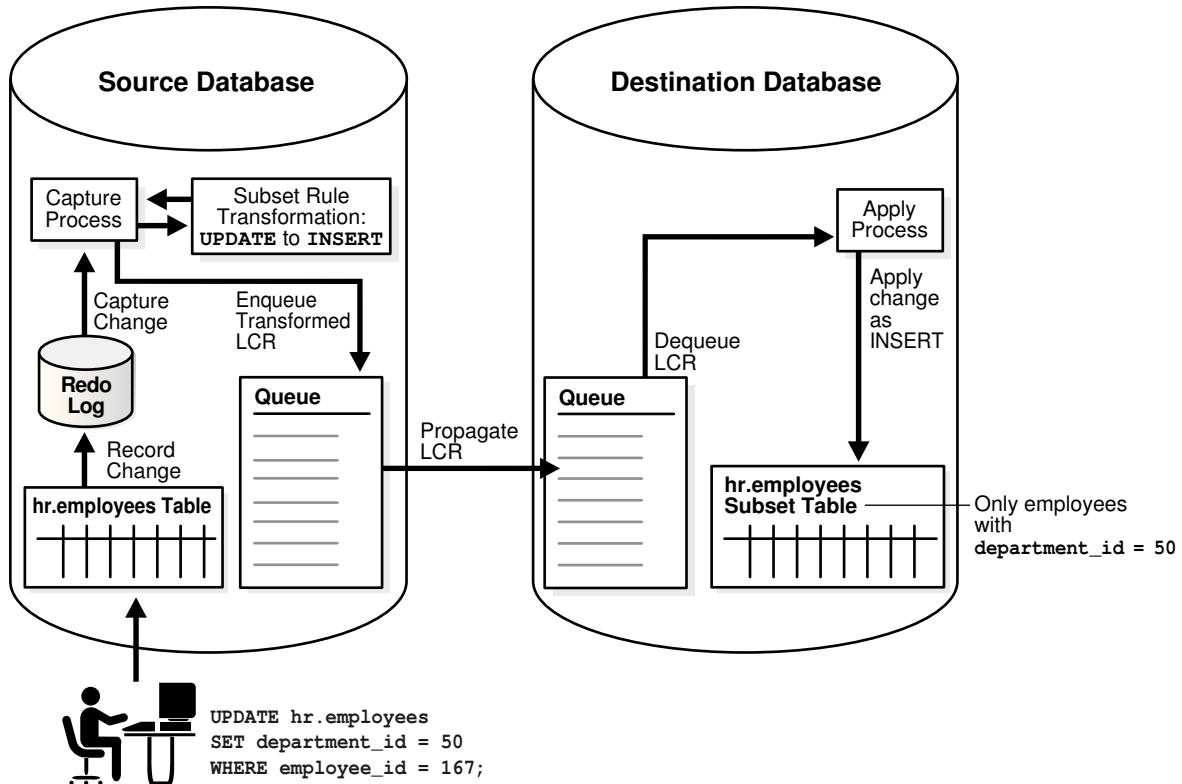 Source Database
Destination Database
Capture
Process
Subset Rule
Transformation:
UPDATE to INSERT
Apply
Process
Capture
Change
Enqueue
Transformed
LCR
Dequeue
LCR
Apply
change
as
INSERT
Redo
Log
Queue
Queue
Propagate
LCR
Record
Change
hr.employees Table
hr.employees
Subset Table
Only employees
with
department_id = 50
UPDATE hr.employees
SET department_id = 50
WHERE employee_id = 167;